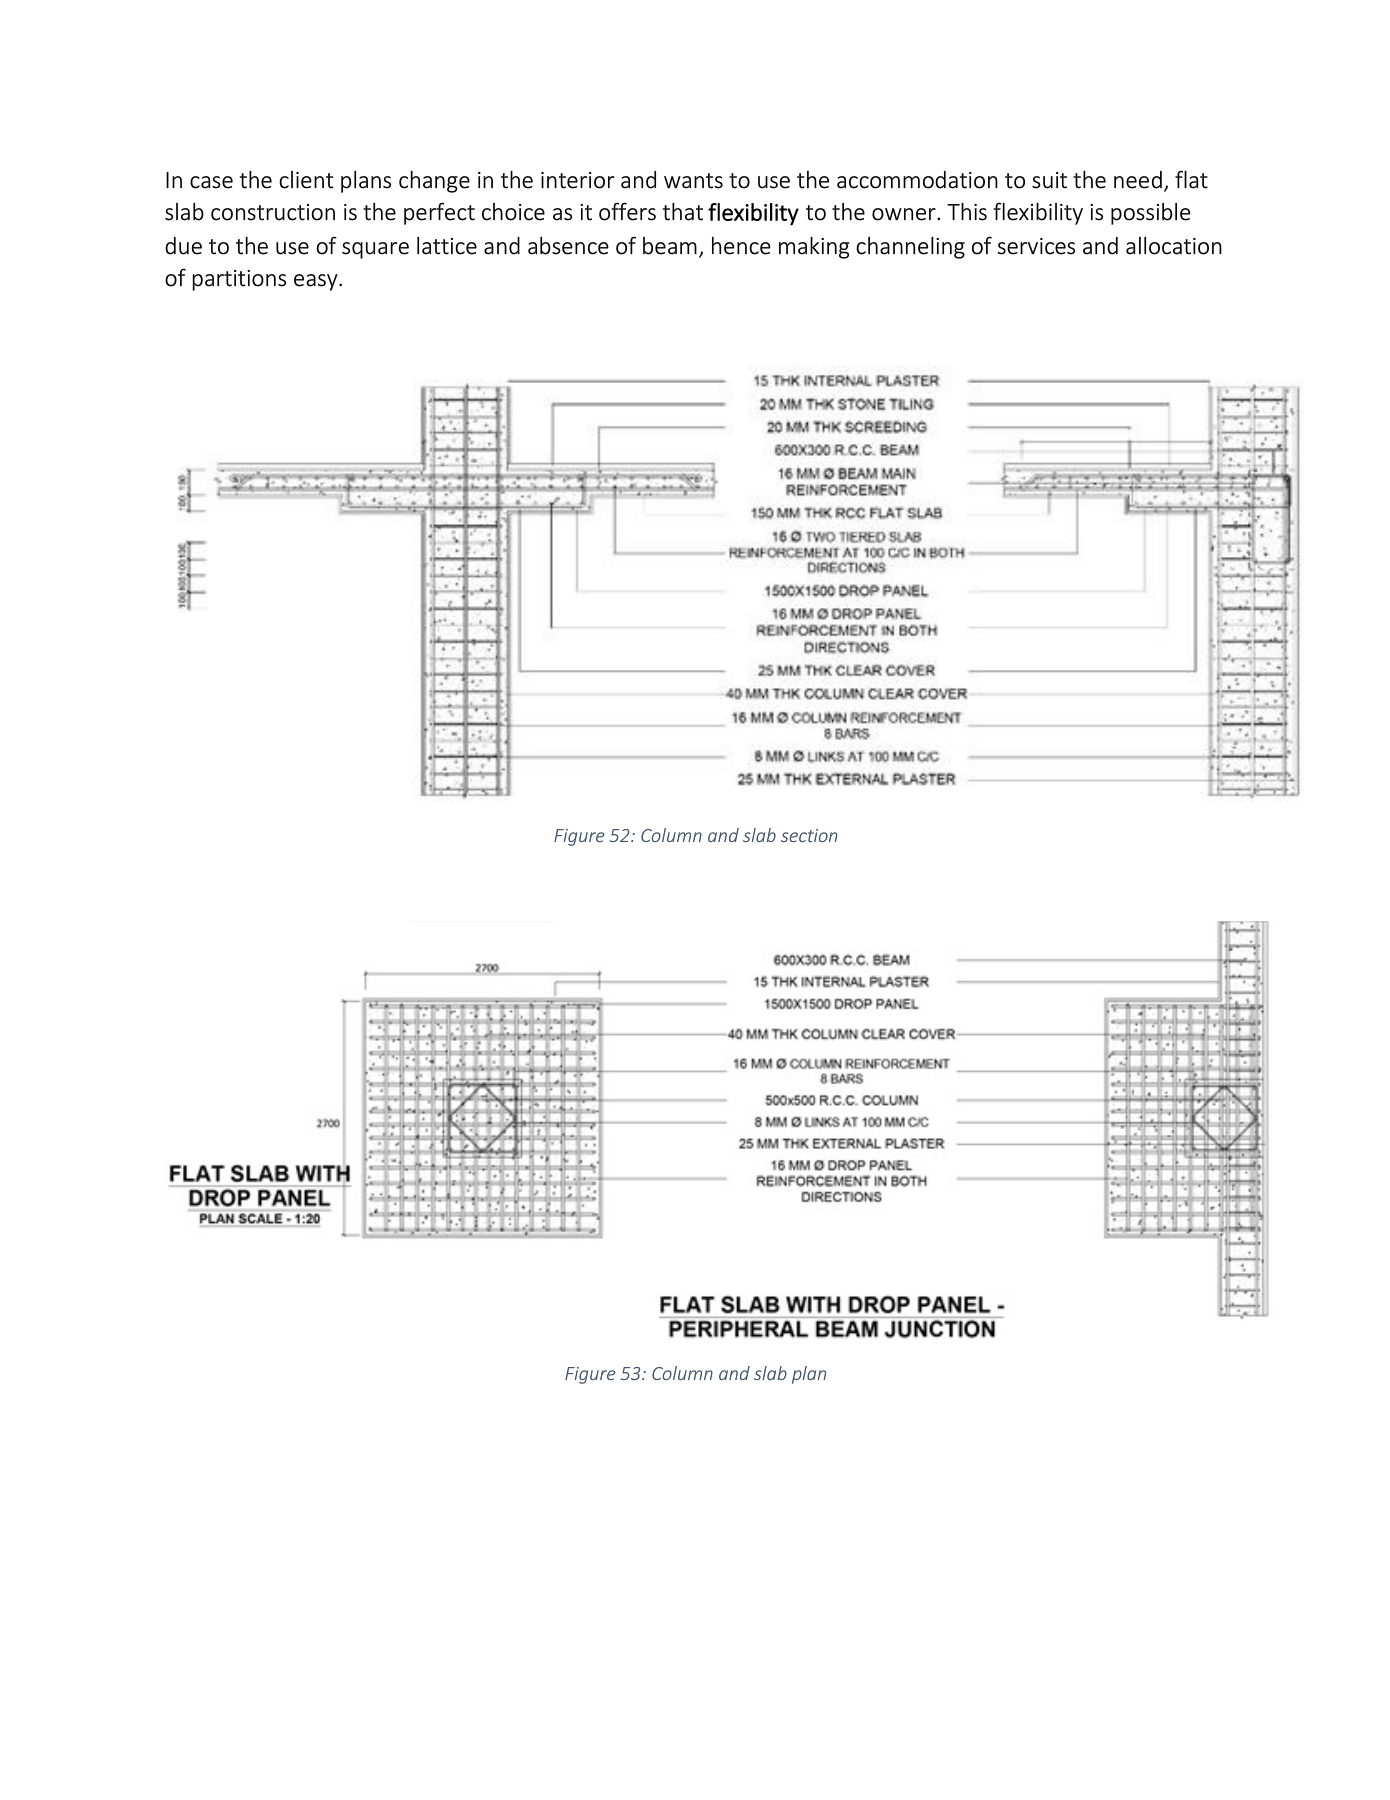 In case the client plans change in the interior and wants to use the accommodation to suit the need, flat
slab construction is the perfect choice as it offers that flexibility to the owner. This flexibility is possible
due to the use of square lattice and absence of beam, hence making channeling of services and allocation
of partitions easy.
15 THK INTERNAL PLASTER
20 MM THK STONE TILING
20 MM THK SCREEDING
600X300 R.C.C. BEAM
16 MM Ø BEAM MAIN
REINFORCEMENT
150 MM THK RCC FLAT SLAB
16 Ø TWO TIERED SLAB
REINFORCEMENT AT 100 C/C IN BOTH
DIRECTIONS
1500X1500 DROP PANEL
16 MM Ø DROP PANEL
REINFORCEMENT IN BOTH
DIRECTIONS
25 MM THK CLEAR COVER
40 MM THK COLUMN CLEAR COVER
16 MM Ø COLUMN REINFORCEMENT
8 BARS
8 MM Ø LINKS AT 100 MM C/C
25 MM THK EXTERNAL PLASTER
150
Figure 52: Column and slab section
2700
2700
600X300 R.C.C. BEAM
15 THK INTERNAL PLASTER
1500X1500 DROP PANEL
40 MM THK COLUMN CLEAR COVER
16 MM Ø COLUMN REINFORCEMENT
8 BARS
500x500 R.C.C. COLUMN
8 MM Ø LINKS AT 100 MM C/C
25 MM THK EXTERNAL PLASTER
16 MM Ø DROP PANEL
REINFORCEMENT IN BOTH
DIRECTIONS
FLAT SLAB WITH
DROP PANEL
PLAN SCALE - 1:20
FLAT SLAB WITH DROP PANEL -
PERIPHERAL BEAM JUNCTION
Figure 53: Column and slab plan